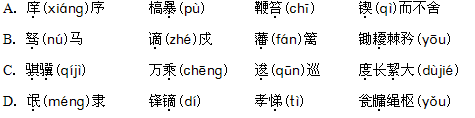 A. 庠(xiáng)序 槁暴(pù) 鞭笞(chī) 锲(qì)而不舍
B. 驽(nú)马 谪(zhé)戍 藩(fán)篱 锄耰棘矜(yōu)
C. 骐骥(qíjì) 万乘(chēng) 逡(qūn)巡 度长絜大(dùjié)
D. 氓(méng)隶 锋镝(dí) 孝悌(tì) 瓮牖绳枢(yǒu)